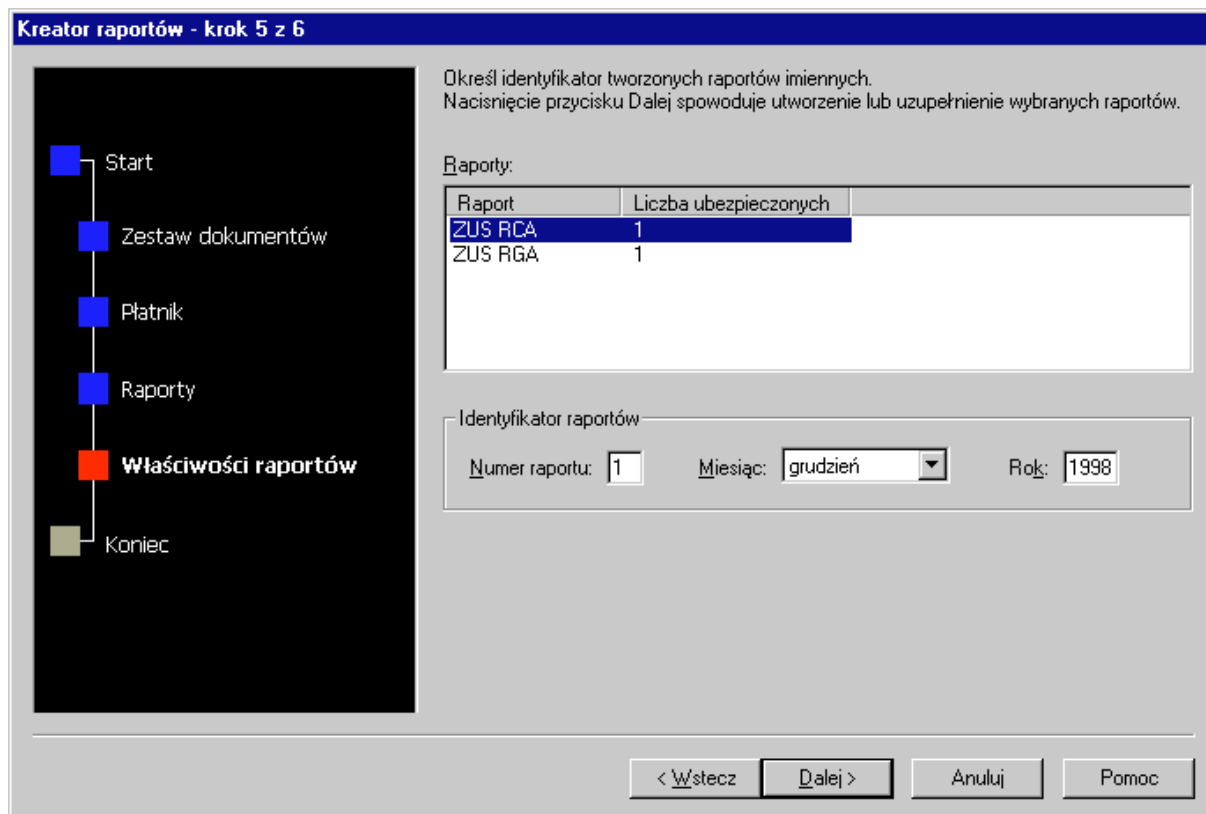 Kreator raportów - krok 5 z 6
Start
Zestaw dokumentów
Płatnik
Raporty
Właściwości raportów
Koniec
Określ identyfikator tworzonych raportów imiennych.
Naciśnięcie przycisku Dalej spowoduje utworzenie lub uzupełnienie wybranych raportów.
Raporty:
Raport Liczba ubezpieczonych
ZUS RCA 1
ZUS RGA 1
Identyfikator raportów
Numer raportu: 1 Miesiąc: grudzień Rok: 1998
< Wstecz Dalej > Anuluj Pomoc